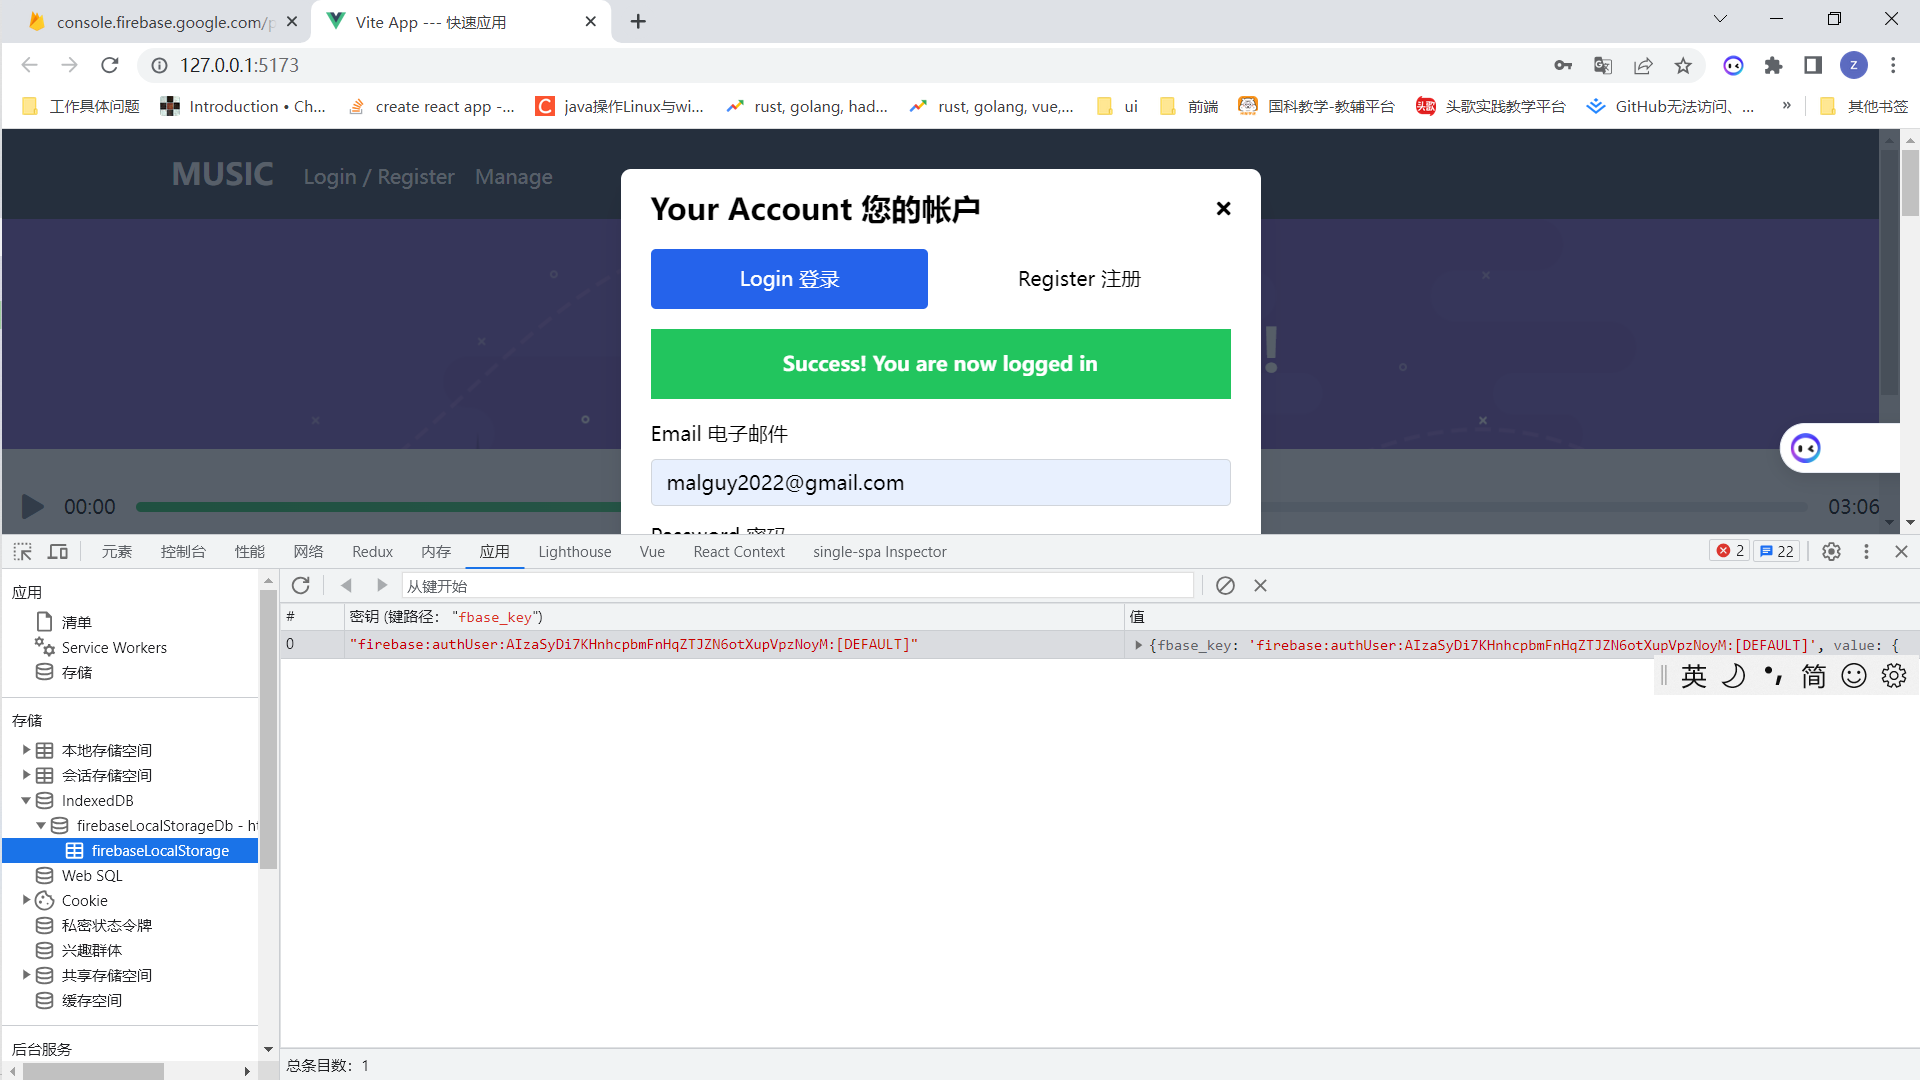 console.firebase.google.com/p
Vite App --- 快速应用
127.0.0.1:5173
z
工作具体问题
Introduction • Ch...
create react app -...
java操作Linux与wi...
rust, golang, had...
rust, golang, vue,...
ui
前端
国科教学-教辅平台
头歌
头歌实践教学平台
GitHub无法访问、...
»
其他书签
MUSIC
Login / Register
Manage
!
Your Account 您的帐户
Login 登录
Register 注册
Success! You are now logged in
Email 电子邮件
malguy2022@gmail.com
Password 密码
00:00
03:06
元素
控制台
性能
网络
Redux
内存
应用
Lighthouse
Vue
React Context
single-spa Inspector
2
22
应用
清单
Service Workers
存储
存储
本地存储空间
会话存储空间
IndexedDB
firebaseLocalStorageDb - ht
firebaseLocalStorage
Web SQL
Cookie
私密状态令牌
兴趣群体
共享存储空间
缓存空间
后台服务
从键开始
#
密钥 (键路径： "fbase_key")
值
0
"firebase:authUser:AIzaSyDi7KHnhcpbmFnHqZTJZN6otXupVpzNoyM:[DEFAULT]"
{fbase_key: 'firebase:authUser:AIzaSyDi7KHnhcpbmFnHqZTJZN6otXupVpzNoyM:[DEFAULT]', value: {
英
简
总条目数： 1